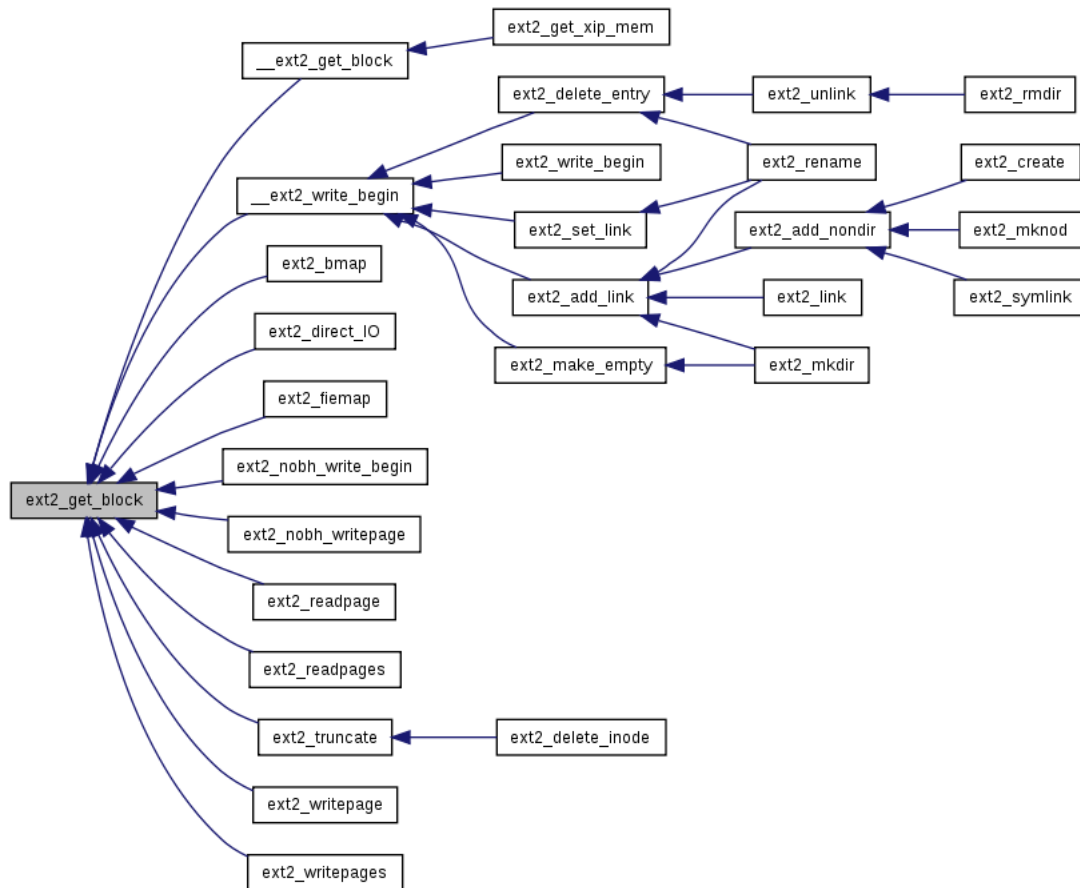 ext2_get_xip_mem
__ext2_get_block
ext2_delete_entry
ext2_unlink
ext2_rmdir
ext2_write_begin
ext2_rename
ext2_create
__ext2_write_begin
ext2_set_link
ext2_add_nondir
ext2_mknod
ext2_bmap
ext2_add_link
ext2_link
ext2_symlink
ext2_direct_IO
ext2_make_empty
ext2_mkdir
ext2_fiemap
ext2_nobh_write_begin
ext2_get_block
ext2_nobh_writepage
ext2_readpage
ext2_readpages
ext2_truncate
ext2_delete_inode
ext2_writepage
ext2_writepages